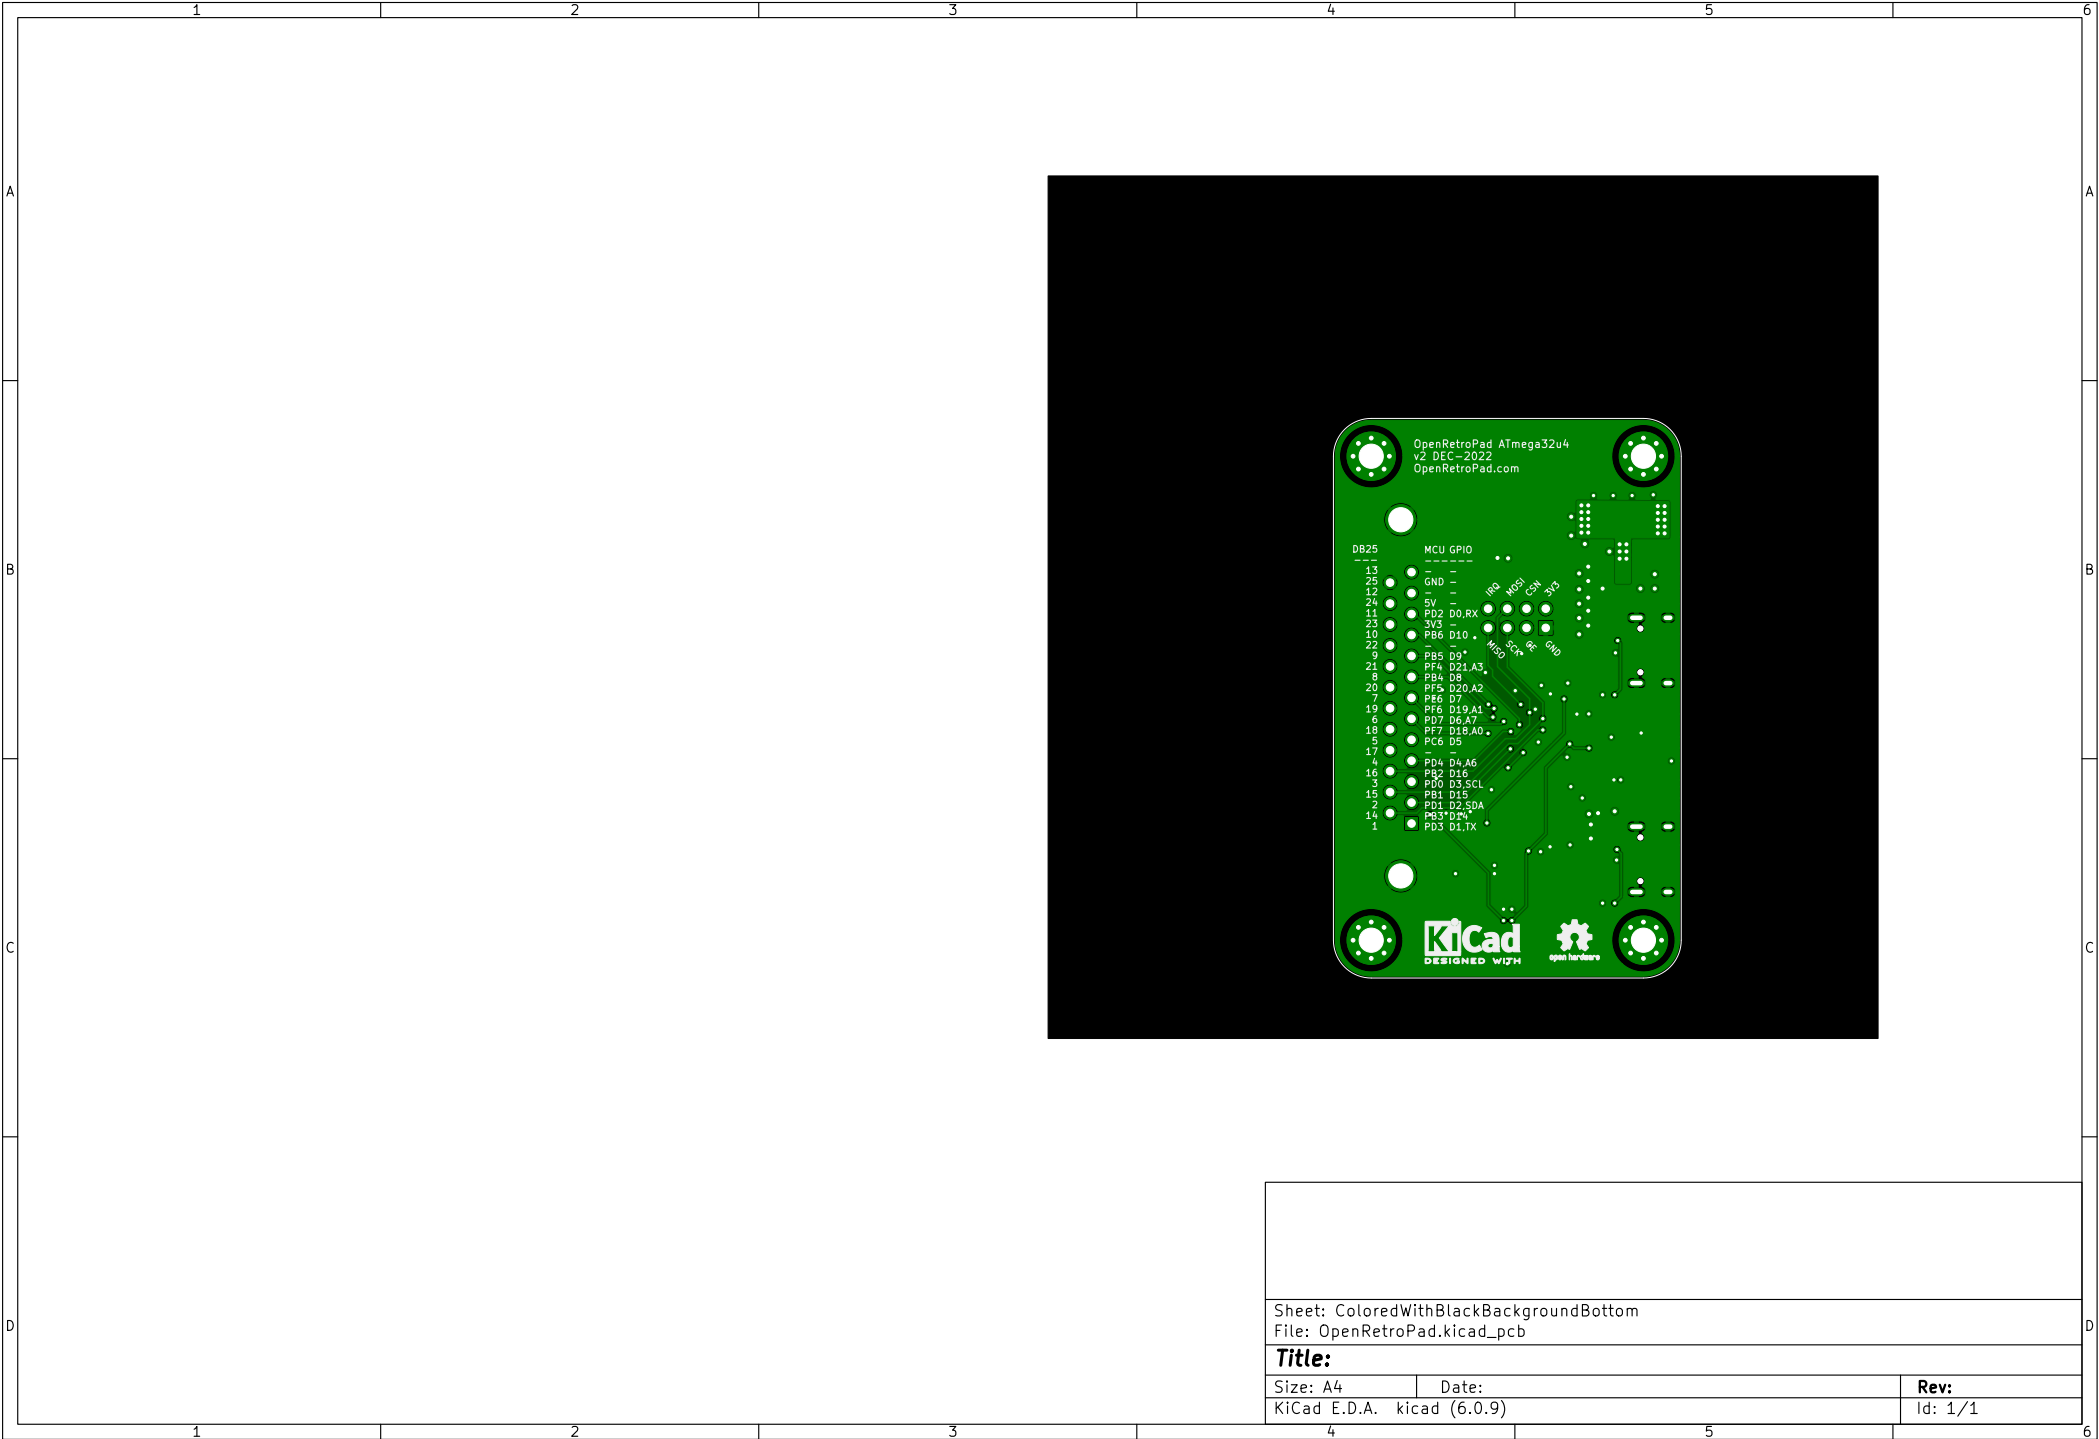 1 2 3 4 5 6
A A
OpenRetroPad ATmega32u4
v2 DEC-2022
OpenRetroPad.com
DB25 MCU GPIO
--- ------
13 - -
25 GND -
12 - -
24 5V -
11 PD2 D0,RX
23 3V3 -
10 PB6 D10
22 - -
9 PB5 D9
21 PF4 D21,A3
8 PB4 D8
20 PF5 D20,A2
7 PE6 D7
19 PF6 D19,A1
6 PD7 D6,A7
18 PF7 D18,A0
5 PC6 D5
17 - -
4 PD4 D4,A6
16 PB2 D16
3 PD0 D3,SCL
15 PB1 D15
2 PD1 D2,SDA
14 PB3 D14
1 PD3 D1,TX
IRQ MOSI CSN 3V3
MISO SCK CE GND
B B
KiCad
DESIGNED WITH
open hardware
C C
Sheet: ColoredWithBlackBackgroundBottom
File: OpenRetroPad.kicad_pcb
D D
Title:
Size: A4 Date: Rev:
KiCad E.D.A. kicad (6.0.9) Id: 1/1
1 2 3 4 5 6